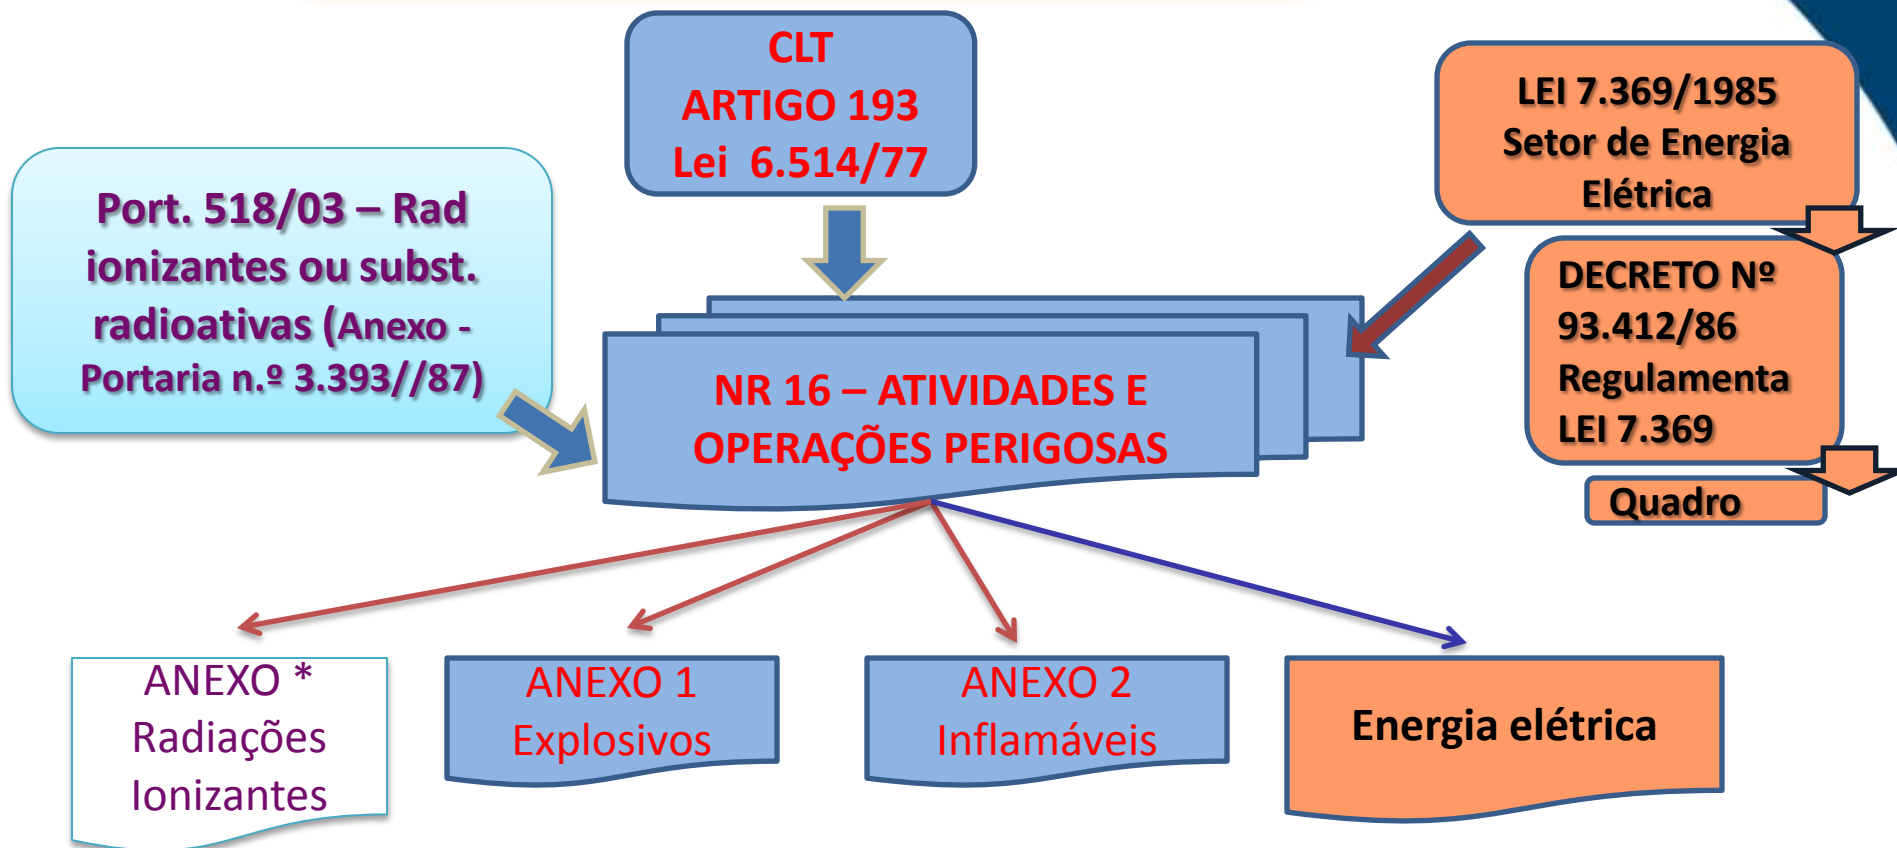 CLT
ARTIGO 193
Lei 6.514/77
LEI 7.369/1985
Setor de Energia
Elétrica
Port. 518/03 – Rad
ionizantes ou subst.
radioativas (Anexo -
Portaria n.º 3.393//87)
DECRETO Nº
93.412/86
Regulamenta
LEI 7.369
Quadro
NR 16 – ATIVIDADES E
OPERAÇÕES PERIGOSAS
ANEXO *
Radiações
Ionizantes
ANEXO 1
Explosivos
ANEXO 2
Inflamáveis
Energia elétrica